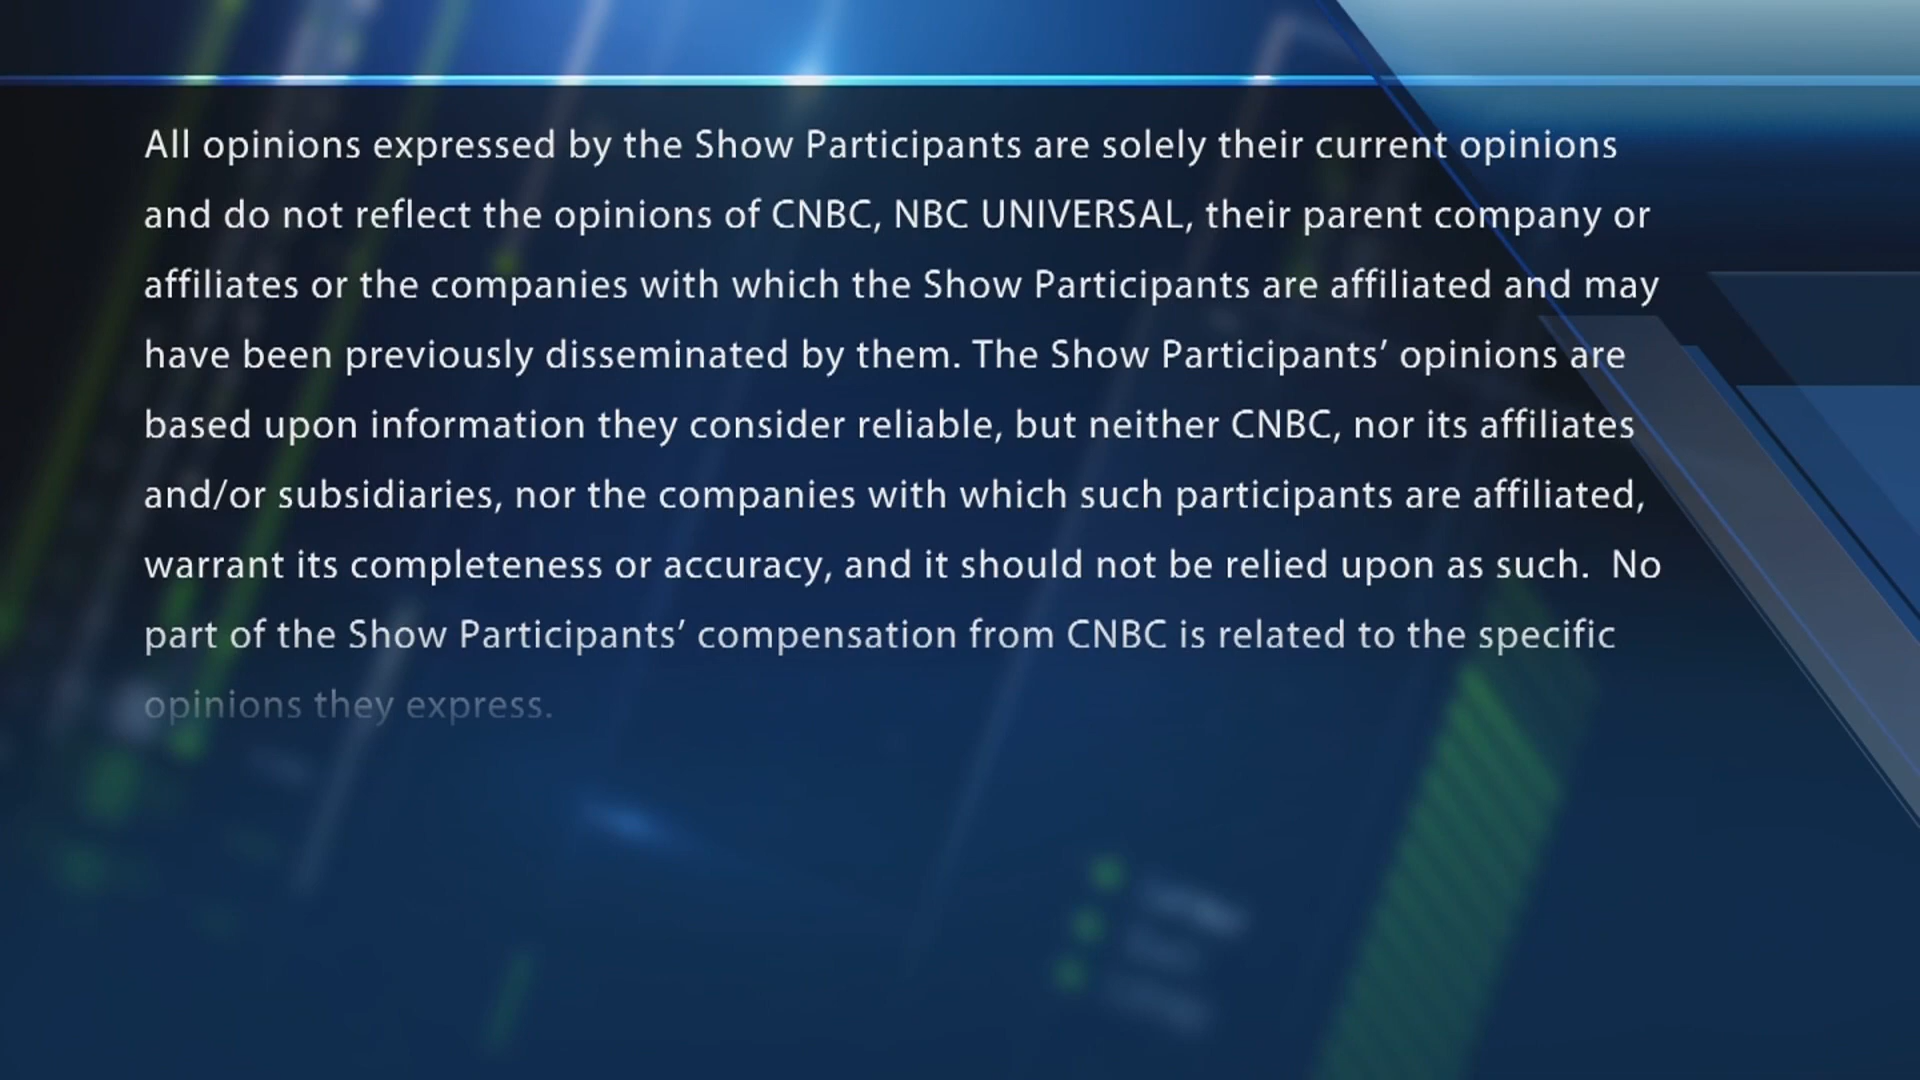 All opinions expressed by the Show Participants are solely their current opinions
and do not reflect the opinions of CNBC, NBC UNIVERSAL, their parent company or
affiliates or the companies with which the Show Participants are affiliated and may
have been previously disseminated by them. The Show Participants’ opinions are
based upon information they consider reliable, but neither CNBC, nor its affiliates
and/or subsidiaries, nor the companies with which such participants are affiliated,
warrant its completeness or accuracy, and it should not be relied upon as such.  No
part of the Show Participants’ compensation from CNBC is related to the specific
opinions they express.